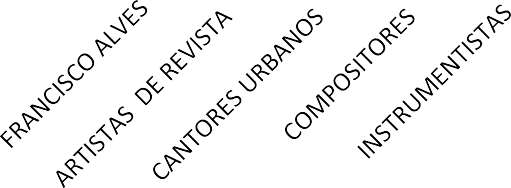 FRANCISCO ALVES
ARTISTAS DE REVISTA
CANTORES URBANOS
COMPOSITORES
INSTRUMENTISTAS